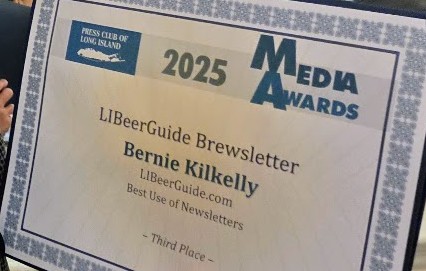 PRESS CLUB OF
LONG ISLAND
2025
MEDIA
AWARDS
LIBeerGuide Brewsletter
Bernie Kilkelly
LIBeerGuide.com
Best Use of Newsletters
– Third Place –